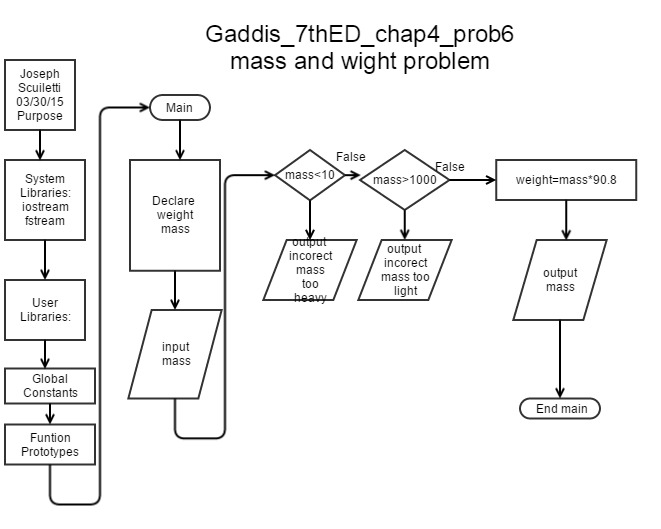 Gaddis_7thED_chap4_prob6
mass and wight problem
Joseph
Scuiletti
03/30/15
Purpose
System
Libraries:
iostream
fstream
User
Libraries:
Global
Constants
Funtion
Prototypes
Main
Declare
weight
mass
input
mass
mass<10
False
output
incorect
mass
too
heavy
mass>1000
False
output
incorect
mass too
light
weight=mass*90.8
output
mass
End main